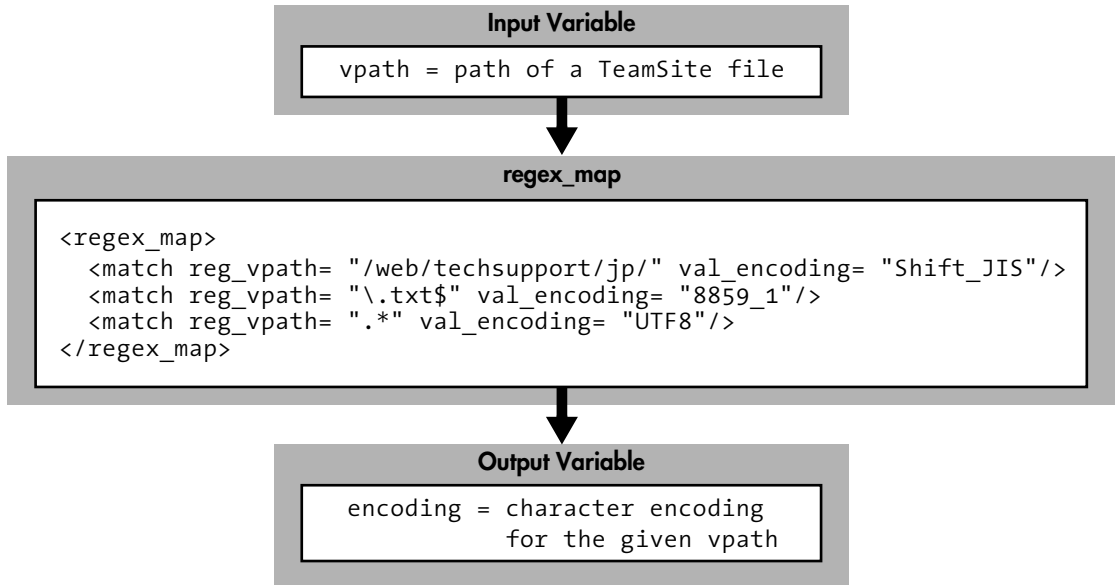 Input Variable
vpath = path of a TeamSite file
regex_map
<regex_map>
<match reg_vpath= "/web/techsupport/jp/" val_encoding= "Shift_JIS"/>
<match reg_vpath= "\.txt$" val_encoding= "8859_1"/>
<match reg_vpath= ".*" val_encoding= "UTF8"/>
</regex_map>
Output Variable
encoding = character encoding
for the given vpath